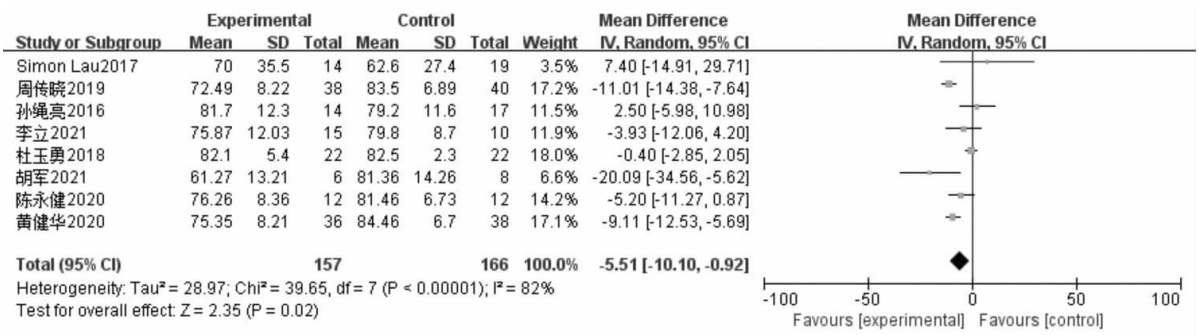 Experimental Control Mean Difference Mean Difference
Study or Subgroup Mean SD Total Mean SD Total Weight IV, Random, 95% CI IV, Random, 95% CI
Simon Lau2017 70 35.5 14 62.6 27.4 19 3.5% 7.40 [-14.91, 29.71]
周传晓2019 72.49 8.22 38 83.5 6.89 40 17.2% -11.01 [-14.38, -7.64]
孙绳亮2016 81.7 12.3 14 79.2 11.6 17 11.5% 2.50 [-5.98, 10.98]
李立2021 75.87 12.03 15 79.8 8.7 10 11.9% -3.93 [-12.06, 4.20]
杜玉勇2018 82.1 5.4 22 82.5 2.3 22 18.0% -0.40 [-2.85, 2.05]
胡军2021 61.27 13.21 6 81.36 14.26 8 6.6% -20.09 [-34.56, -5.62]
陈永健2020 76.26 8.36 12 81.46 6.73 12 14.2% -5.20 [-11.27, 0.87]
黄健华2020 75.35 8.21 36 84.46 6.7 38 17.1% -9.11 [-12.53, -5.69]
Total (95% CI) 157 166 100.0% -5.51 [-10.10, -0.92]
Heterogeneity: Tau² = 28.97; Chi² = 39.65, df = 7 (P < 0.00001); I² = 82%
Test for overall effect: Z = 2.35 (P = 0.02)
-100 -50 0 50 100
Favours [experimental] Favours [control]